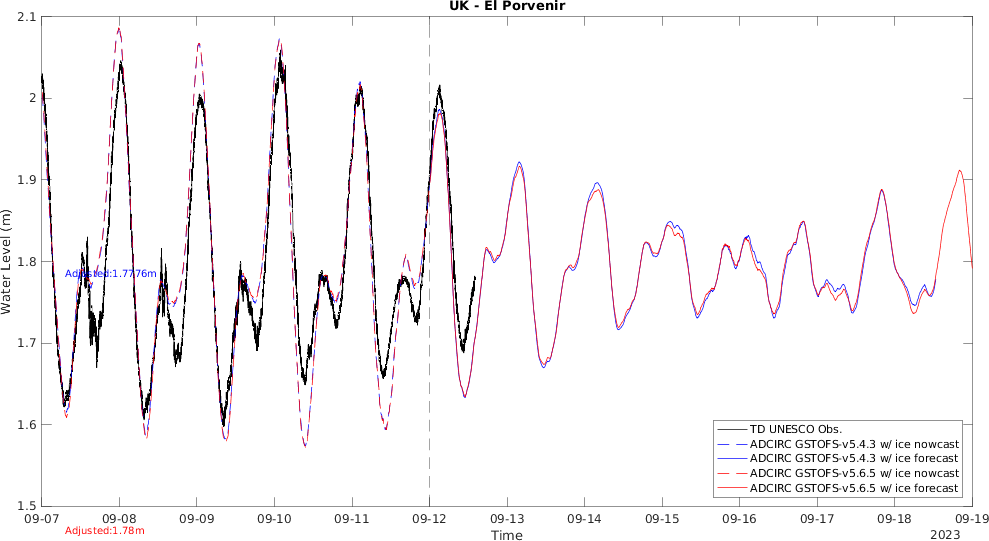 UK - El Porvenir
2.1
2
1.9
1.8
1.7
1.6
1.5
Water Level (m)
Adjusted:1.7776m
Adjusted:1.78m
TD UNESCO Obs.
ADCIRC GSTOFS-v5.4.3 w/ ice nowcast
ADCIRC GSTOFS-v5.4.3 w/ ice forecast
ADCIRC GSTOFS-v5.6.5 w/ ice nowcast
ADCIRC GSTOFS-v5.6.5 w/ ice forecast
09-07 09-08 09-09 09-10 09-11 09-12 09-13 09-14 09-15 09-16 09-17 09-18 09-19
Time
2023